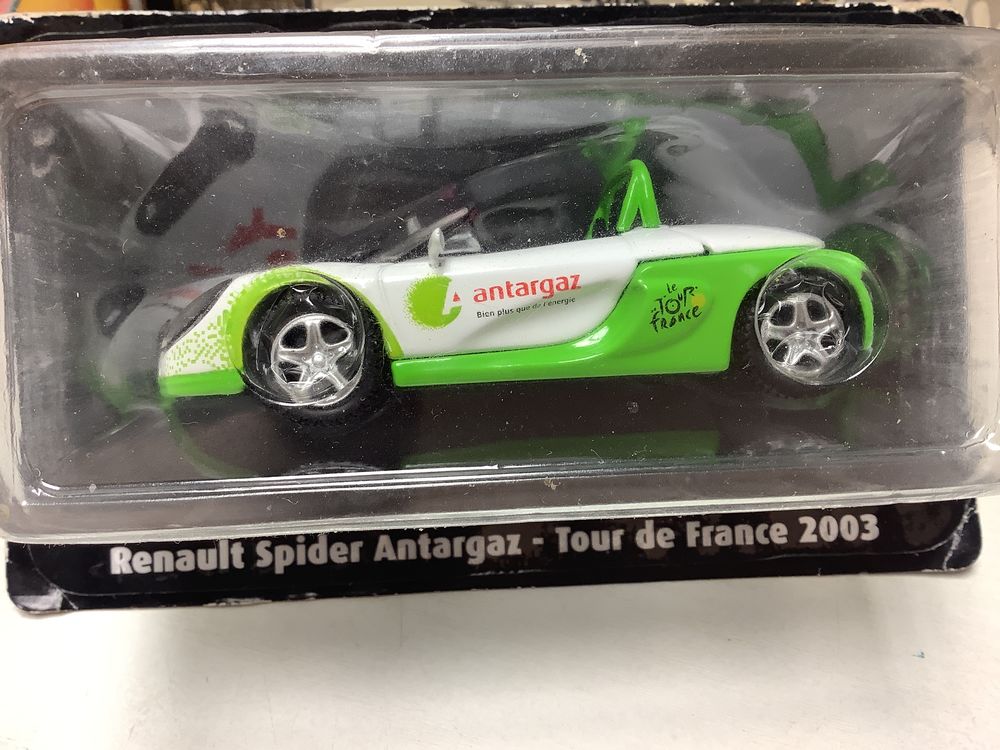 antargaz
Bien plus que de l'énergie
le
TOUR
DE
FRANCE
Renault Spider Antargaz - Tour de France 2003